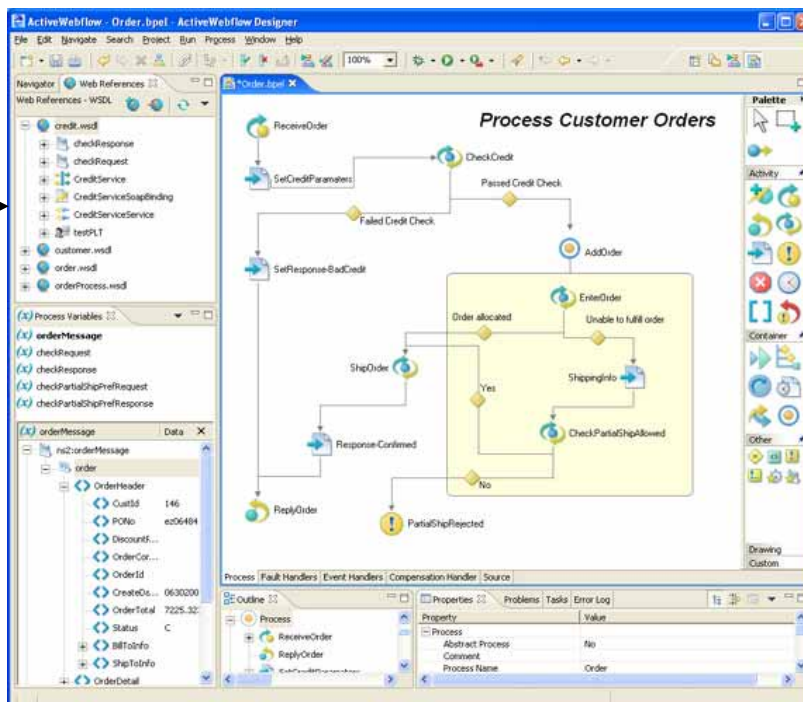 ActiveWebflow - Order.bpel - ActiveWebflow Designer
File Edit Navigate Search Project Run Process Window Help
100%
Navigator Web References
Web References - WSDL
credit.wsdl
checkResponse
checkRequest
CreditService
CreditServiceSoapBinding
CreditServiceService
testPLT
customer.wsdl
order.wsdl
orderProcess.wsdl
(x) Process Variables
(x) orderMessage
(x) checkRequest
(x) checkResponse
(x) checkPartialShipPrefRequest
(x) checkPartialShipPrefResponse
(x) orderMessage Data
ns2:orderMessage
order
OrderHeader
CustId 146
PONo ez06484
DiscountF...
OrderCor...
OrderId
CreateDa... 0630200
OrderTotal 7225.32
Status C
BillToInfo
ShipToInfo
OrderDetail
*Order.bpel
Process Customer Orders
ReceiveOrder
CheckCredit
SetCreditParamaters
Passed Credit Check
Failed Credit Check
AddOrder
SetResponse-BadCredit
EnterOrder
Order allocated
Unable to fulfill order
ShipOrder
ShippingInfo
Yes
Response-Confirmed
CheckPartialShipAllowed
No
ReplyOrder
PartialShipRejected
Process Fault Handlers Event Handlers Compensation Handler Source
Palette
Activity
Container
Other
Drawing
Custom
Outline
Process
ReceiveOrder
ReplyOrder
SetCreditParamaters
Properties Problems Tasks Error Log
Property Value
Process
Abstract Process No
Comment
Process Name Order